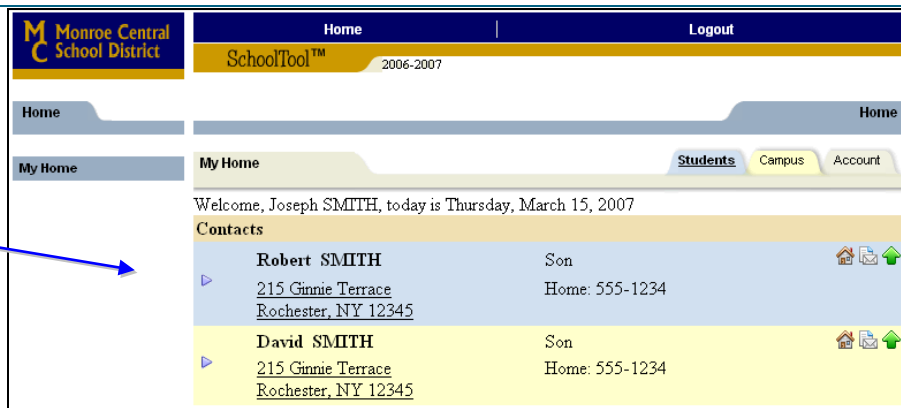 Monroe Central
School District
Home
Logout
SchoolTool™
2006-2007
Home
Home
My Home
My Home
Students
Campus
Account
Welcome, Joseph SMITH, today is Thursday, March 15, 2007
Contacts
Robert SMITH
Son
215 Ginnie Terrace
Home: 555-1234
Rochester, NY 12345
David SMITH
Son
215 Ginnie Terrace
Home: 555-1234
Rochester, NY 12345